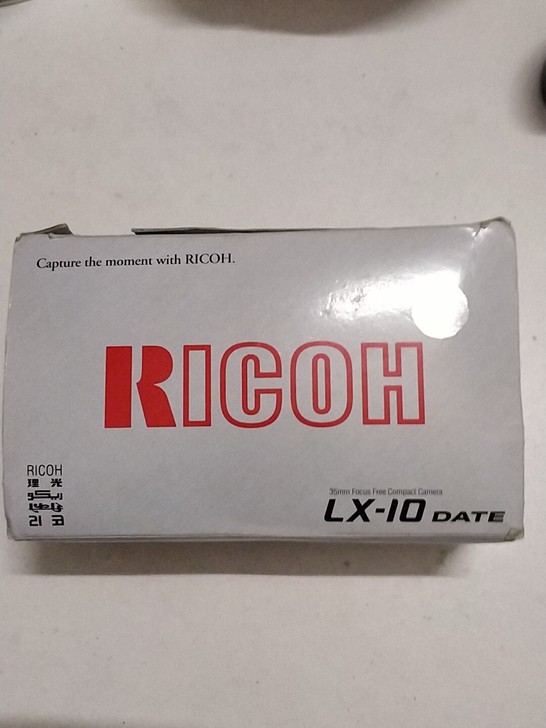 Capture the moment with RICOH.
RICOH
RICOH
理光
리코
35mm Focus Free Compact Camera
LX-10 DATE